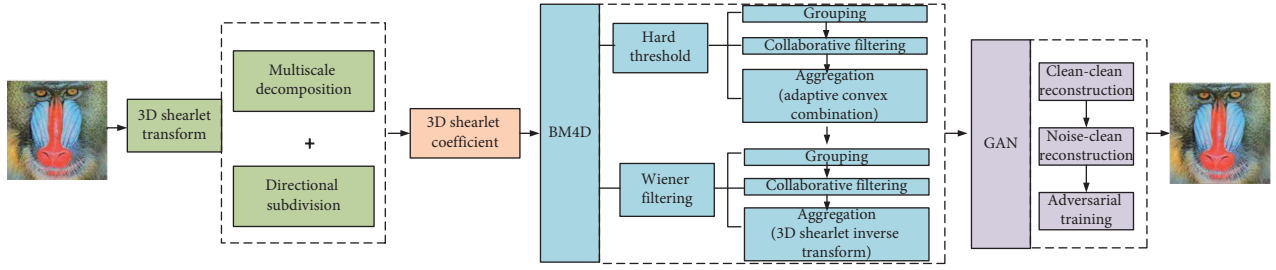 3D shearlet
transform
Multiscale
decomposition
+
Directional
subdivision
3D shearlet
coefficient
BM4D
Hard
threshold
Grouping
Collaborative filtering
Aggregation
(adaptive convex
combination)
Wiener
filtering
Grouping
Collaborative filtering
Aggregation
(3D shearlet inverse
transform)
GAN
Clean-clean
reconstruction
Noise-clean
reconstruction
Adversarial
training